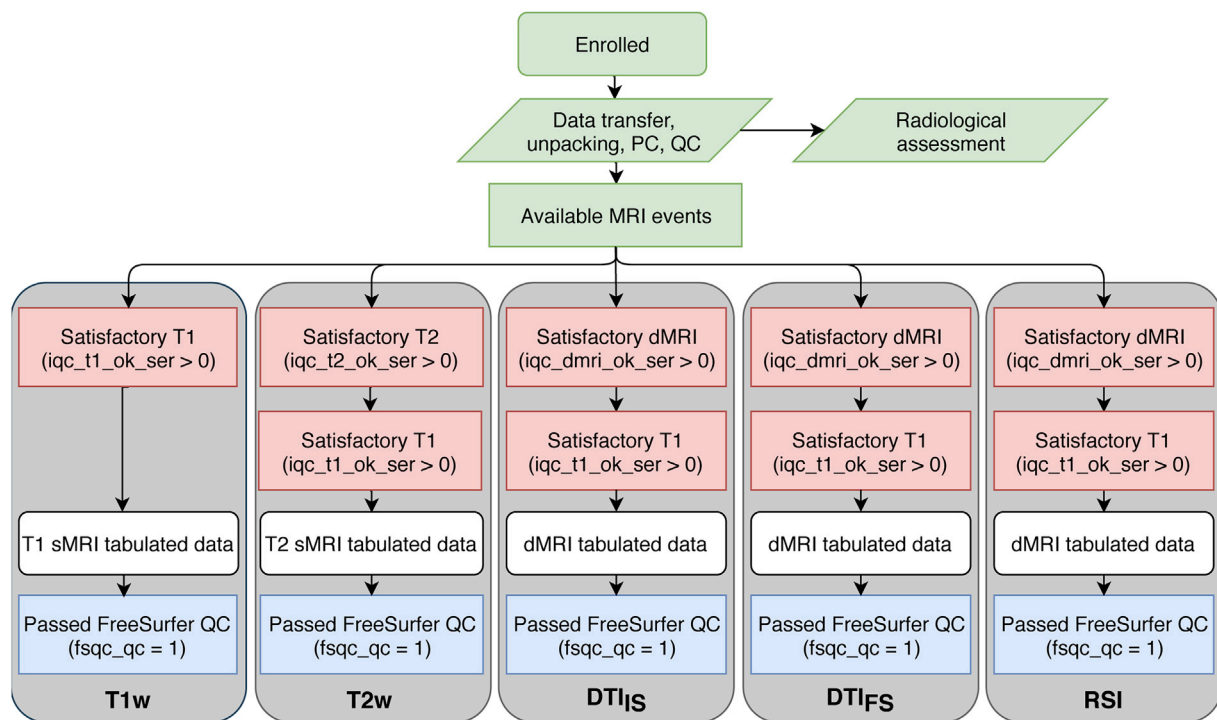 Enrolled
Data transfer,
unpacking, PC, QC
Radiological
assessment
Available MRI events
Satisfactory T1
(iqc_t1_ok_ser > 0)
T1 sMRI tabulated data
Passed FreeSurfer QC
(fsqc_qc = 1)
T1w
Satisfactory T2
(iqc_t2_ok_ser > 0)
Satisfactory T1
(iqc_t1_ok_ser > 0)
T2 sMRI tabulated data
Passed FreeSurfer QC
(fsqc_qc = 1)
T2w
Satisfactory dMRI
(iqc_dmri_ok_ser > 0)
Satisfactory T1
(iqc_t1_ok_ser > 0)
dMRI tabulated data
Passed FreeSurfer QC
(fsqc_qc = 1)
DTIIS
Satisfactory dMRI
(iqc_dmri_ok_ser > 0)
Satisfactory T1
(iqc_t1_ok_ser > 0)
dMRI tabulated data
Passed FreeSurfer QC
(fsqc_qc = 1)
DTIFS
Satisfactory dMRI
(iqc_dmri_ok_ser > 0)
Satisfactory T1
(iqc_t1_ok_ser > 0)
dMRI tabulated data
Passed FreeSurfer QC
(fsqc_qc = 1)
RSI